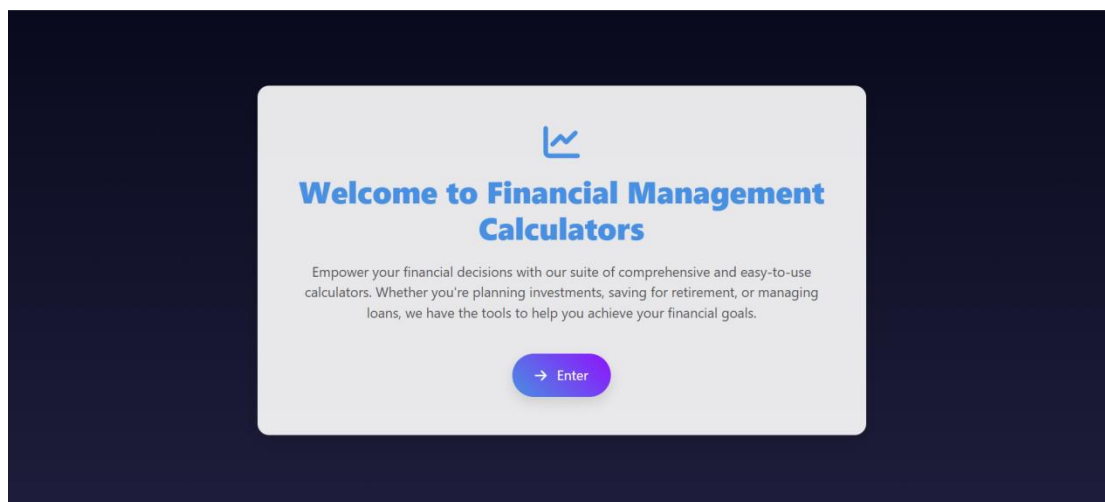 Welcome to Financial Management
Calculators
Empower your financial decisions with our suite of comprehensive and easy-to-use
calculators. Whether you're planning investments, saving for retirement, or managing
loans, we have the tools to help you achieve your financial goals.
→ Enter